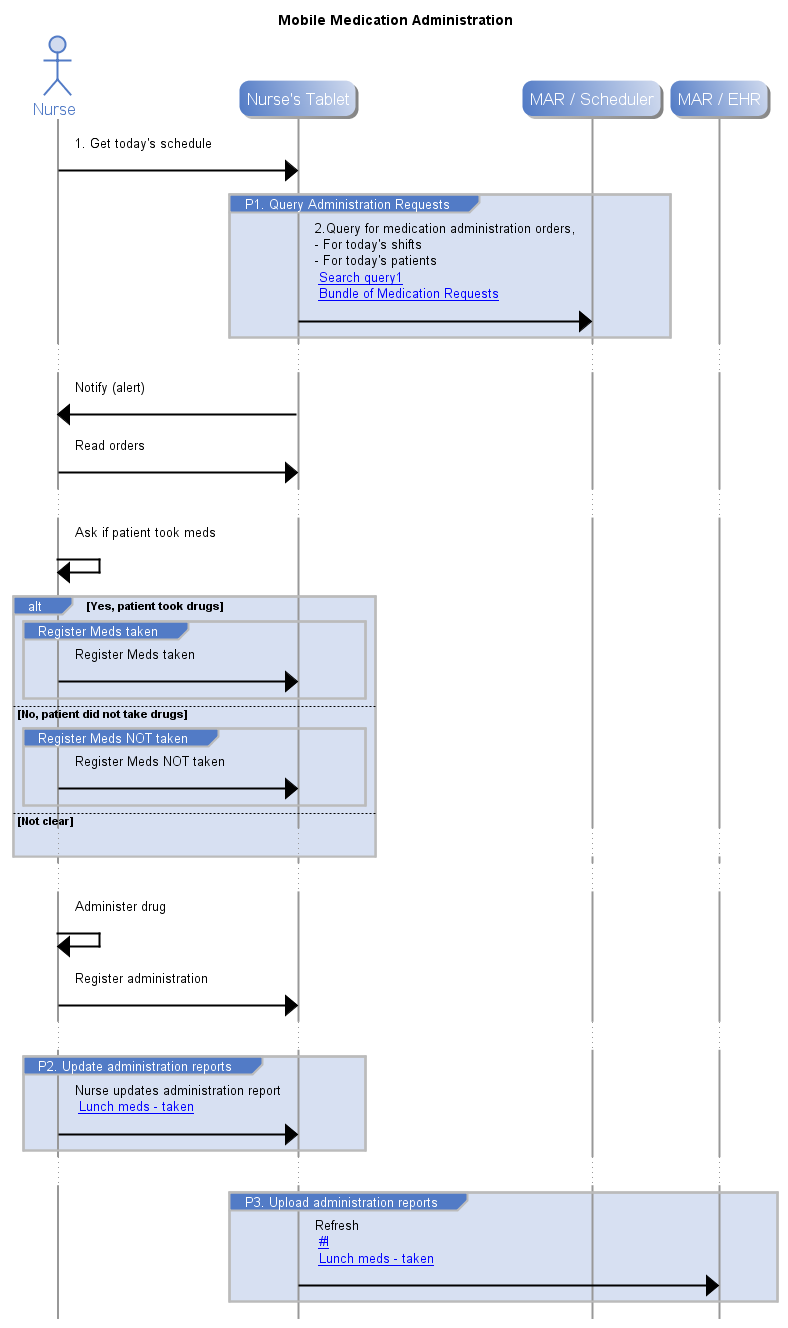 Mobile Medication Administration
Nurse
Nurse's Tablet
MAR / Scheduler
MAR / EHR
1. Get today's schedule
P1. Query Administration Requests
2.Query for medication administration orders,
- For today's shifts
- For today's patients
Search query1
Bundle of Medication Requests
Notify (alert)
Read orders
Ask if patient took meds
alt
[Yes, patient took drugs]
Register Meds taken
Register Meds taken
[No, patient did not take drugs]
Register Meds NOT taken
Register Meds NOT taken
[Not clear]
Administer drug
Register administration
P2. Update administration reports
Nurse updates administration report
Lunch meds - taken
P3. Upload administration reports
Refresh
Lunch meds - taken